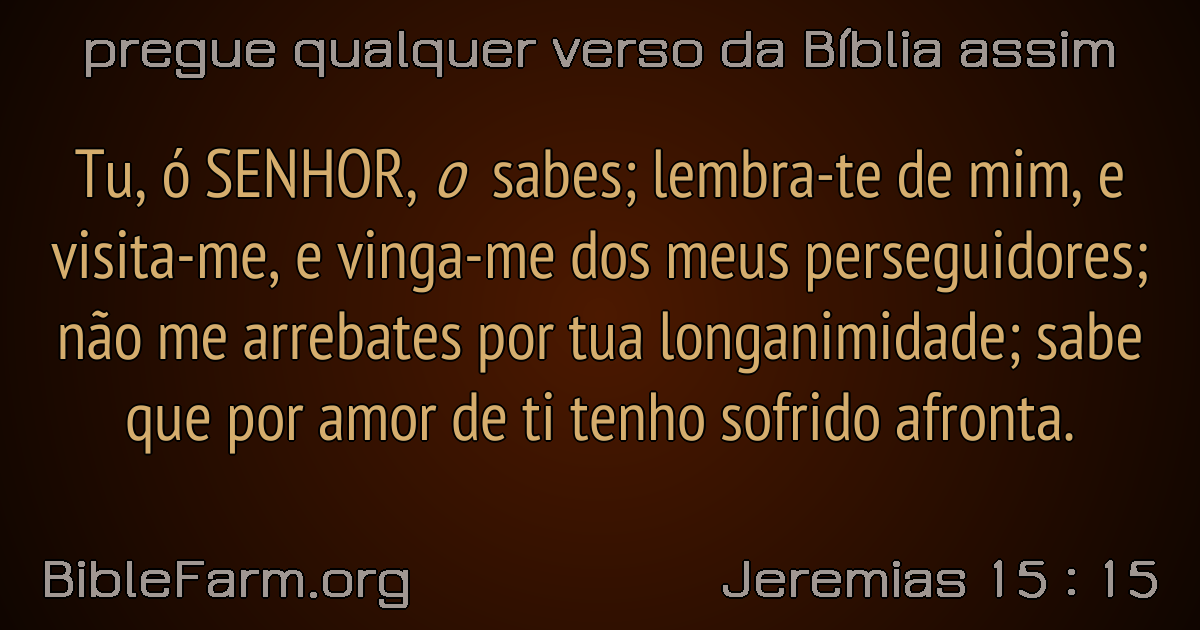 pregue qualquer verso da Bíblia assim
Tu, ó SENHOR, o sabes; lembra-te de mim, e
visita-me, e vinga-me dos meus perseguidores;
não me arrebates por tua longanimidade; sabe
que por amor de ti tenho sofrido afronta.
BibleFarm.org
Jeremias 15 : 15